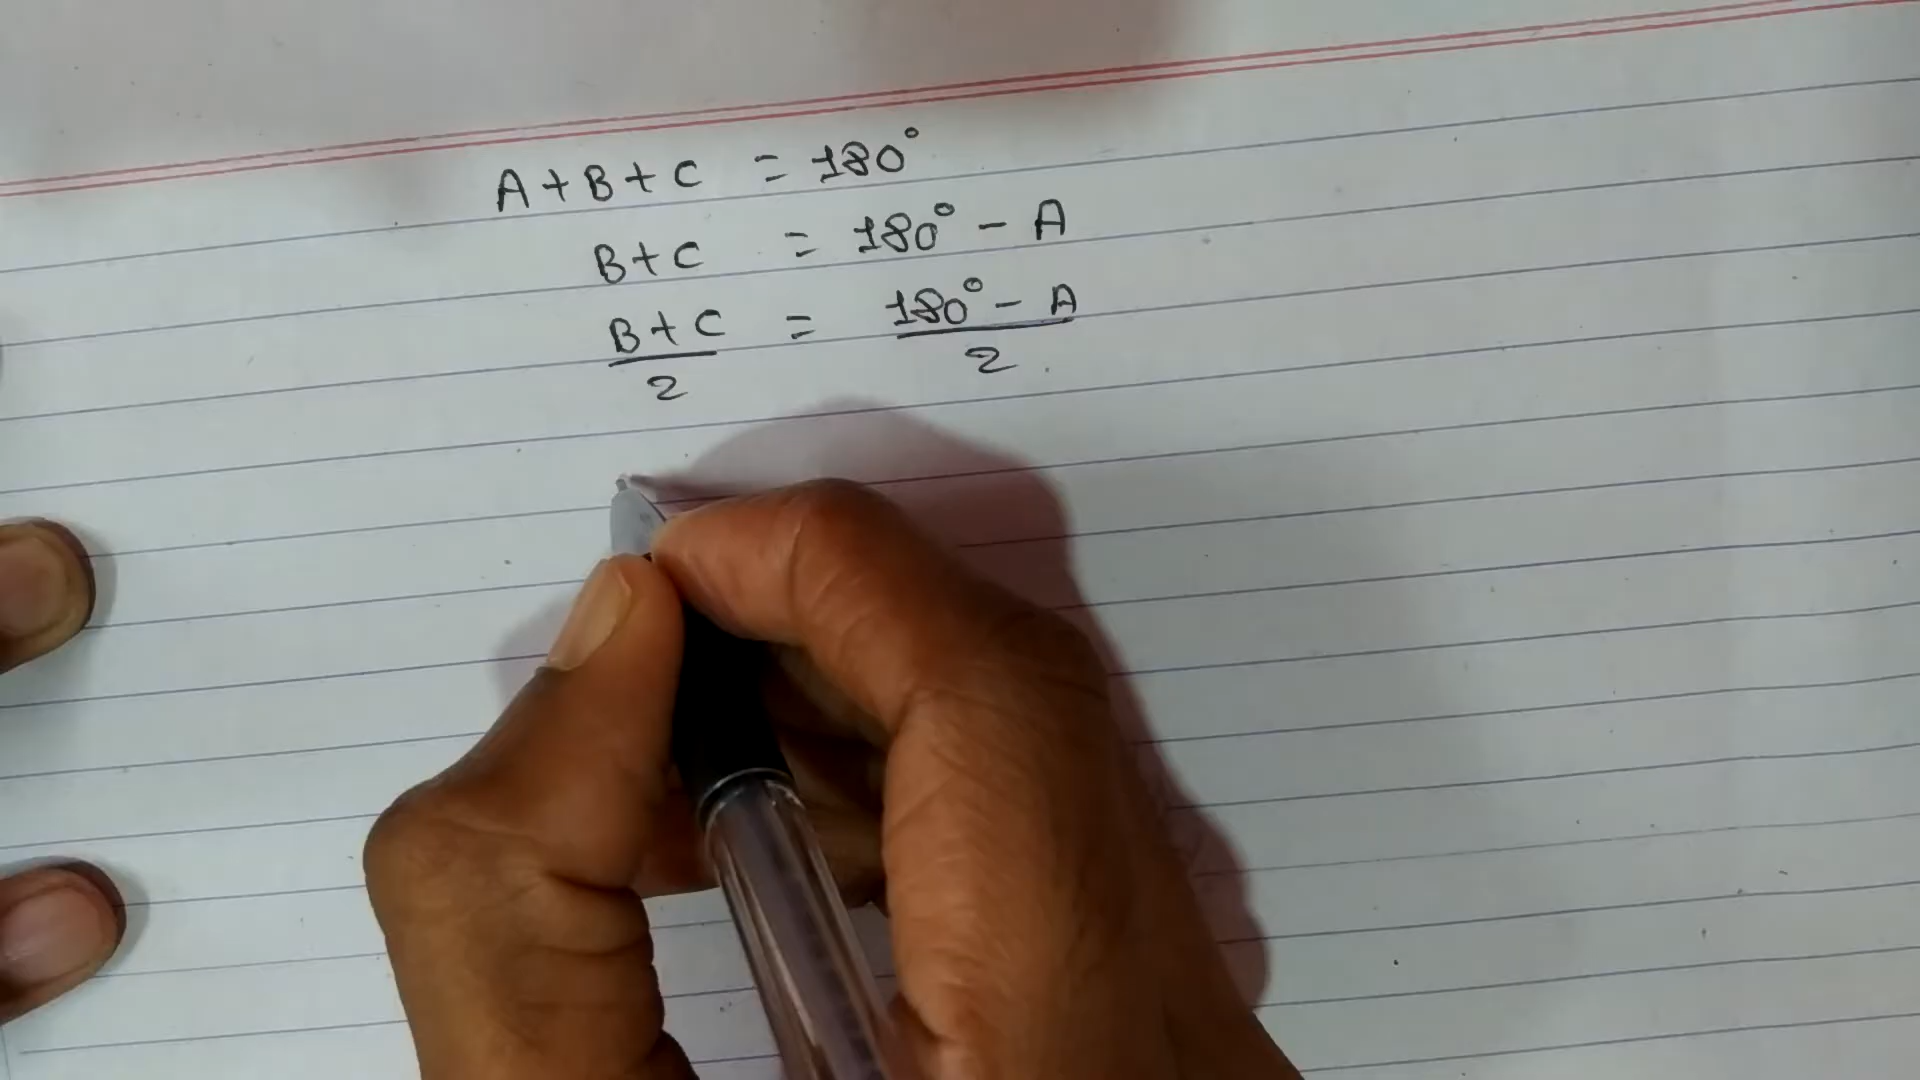 A + B + C = 180°
B + C = 180° - A
B + C / 2 = 180° - A / 2